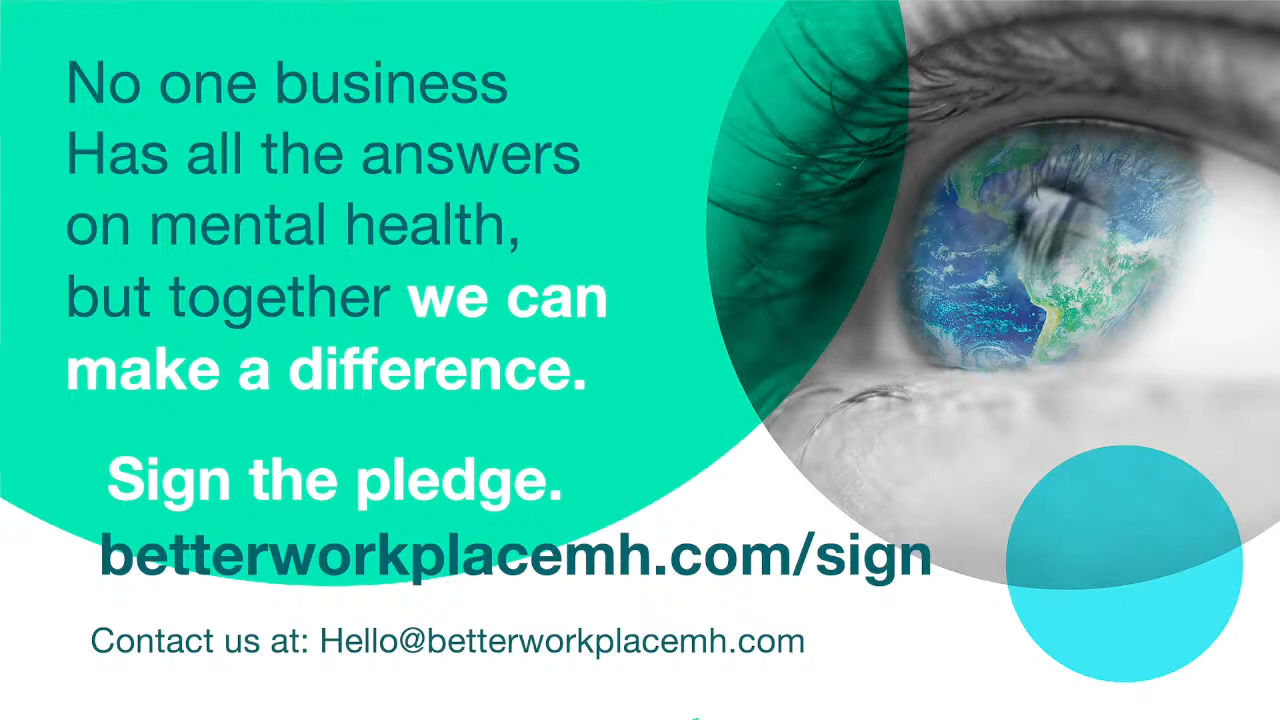 No one business
Has all the answers
on mental health,
but together we can
make a difference.
Sign the pledge.
betterworkplacemh.com/sign
Contact us at: Hello@betterworkplacemh.com